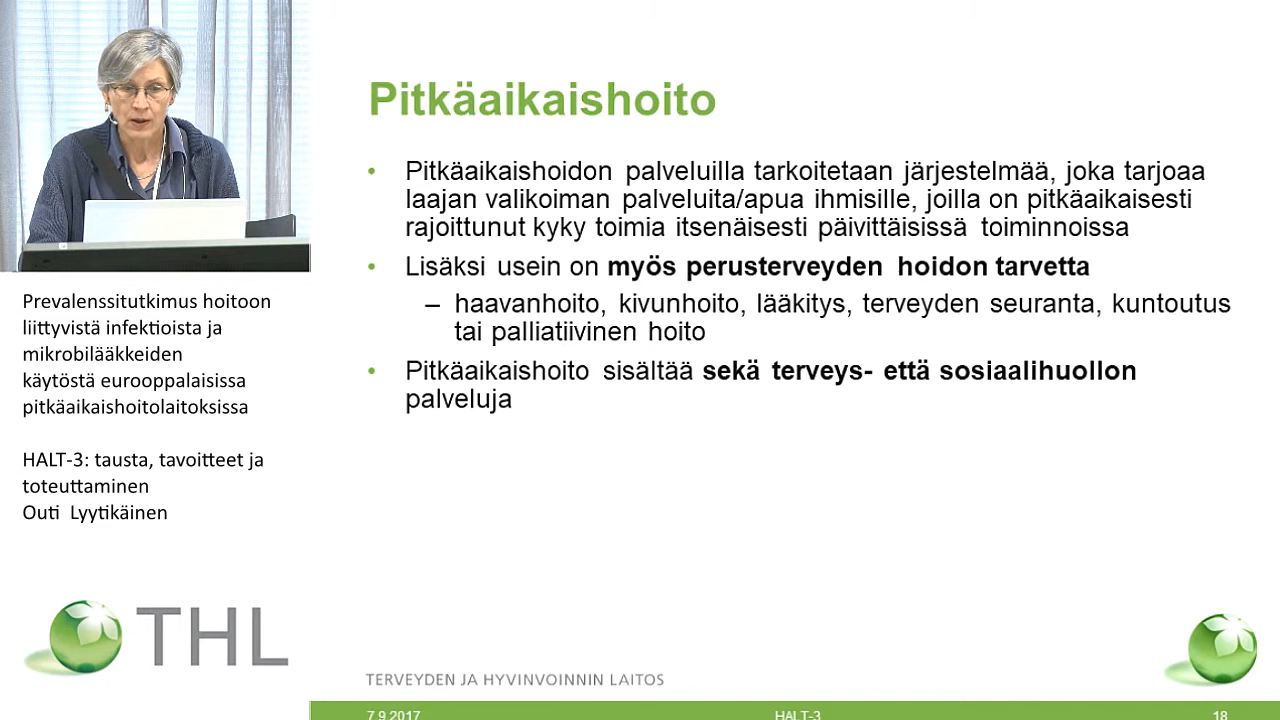 Pitkäaikaishoito
• Pitkäaikaishoidon palveluilla tarkoitetaan järjestelmää, joka tarjoaa
laajan valikoiman palveluita/apua ihmisille, joilla on pitkäaikaisesti
rajoittunut kyky toimia itsenäisesti päivittäisissä toiminnoissa
• Lisäksi usein on myös perusterveyden hoidon tarvetta
– haavanhoito, kivunhoito, lääkitys, terveyden seuranta, kuntoutus
tai palliatiivinen hoito
• Pitkäaikaishoito sisältää sekä terveys- että sosiaalihuollon
palveluja
Prevalenssitutkimus hoitoon
liittyvistä infektioista ja
mikrobilääkkeiden
käytöstä eurooppalaisissa
pitkäaikaishoitolaitoksissa
HALT-3: tausta, tavoitteet ja
toteuttaminen
Outi Lyytikäinen
THL
TERVEYDEN JA HYVINVOINNIN LAITOS
7.9.2017 HALT-3 18